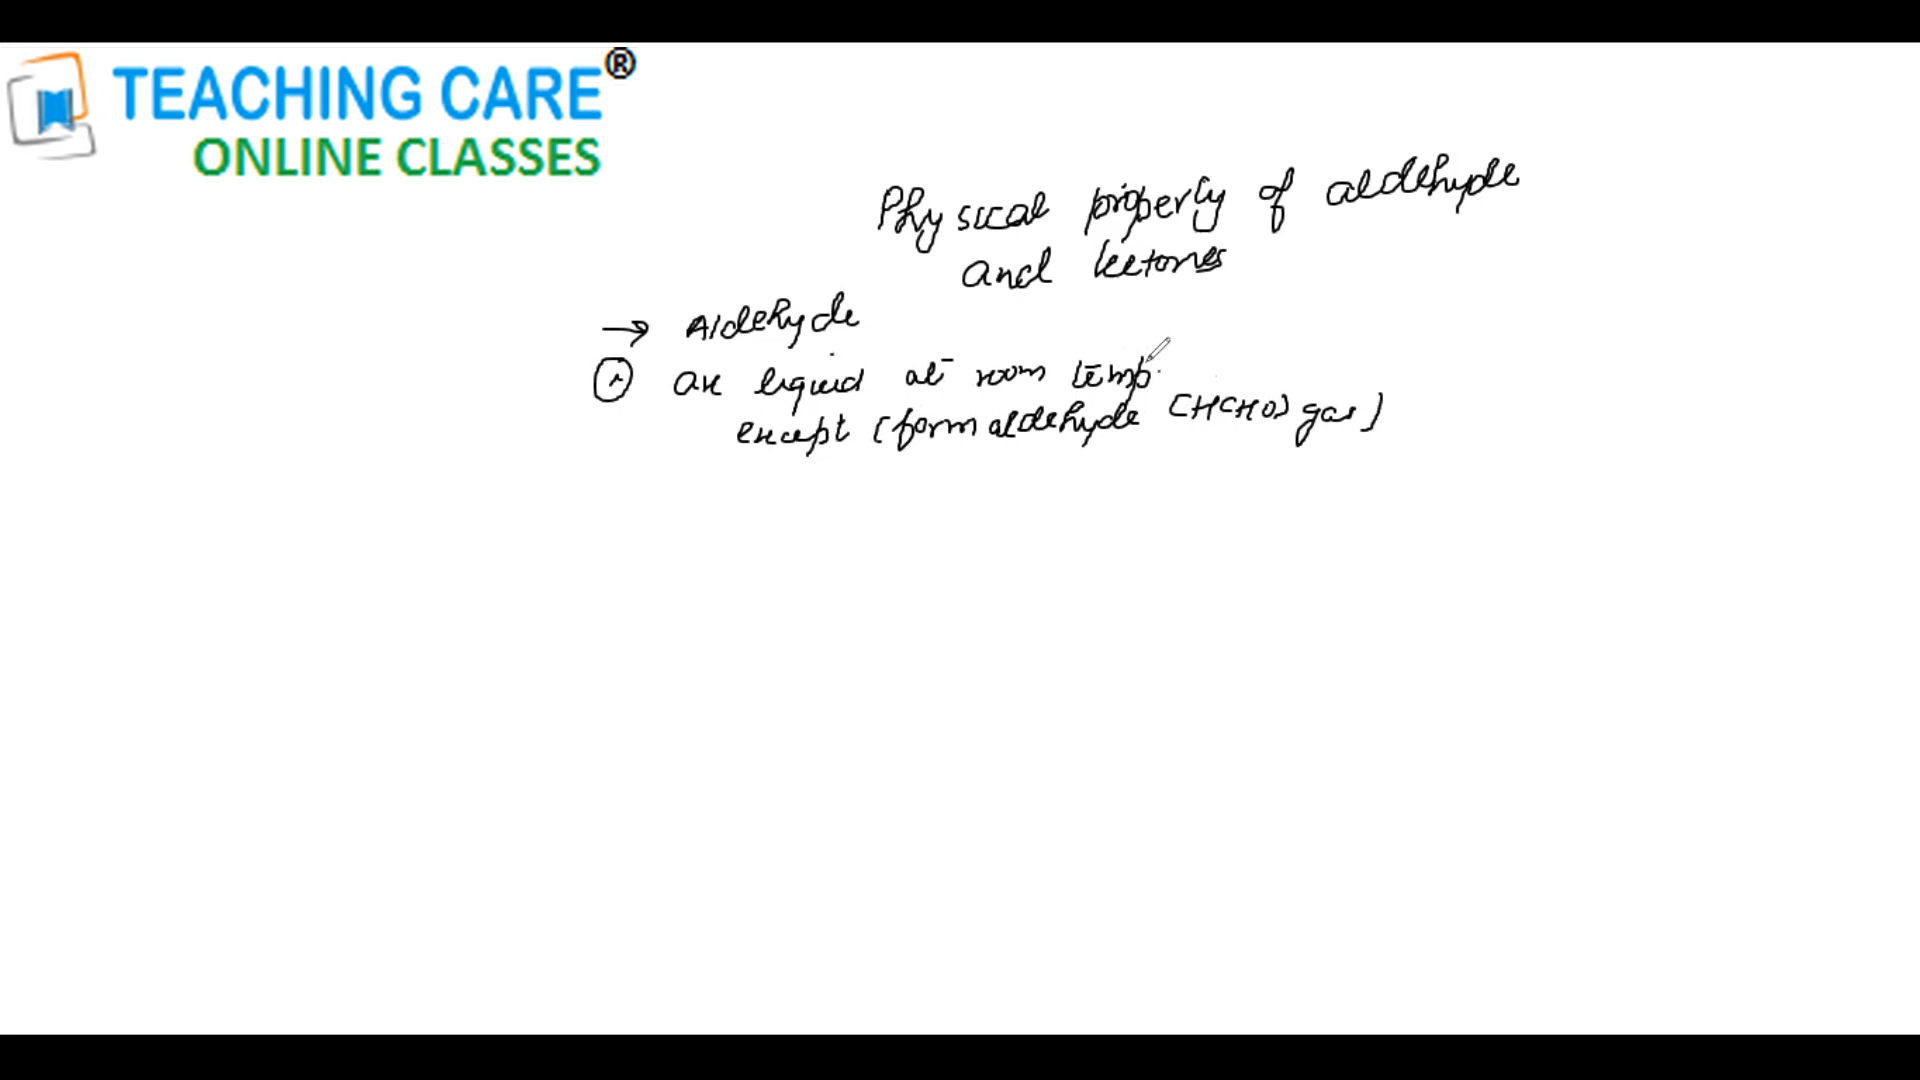 TEACHING CARE®
ONLINE CLASSES
Physical property of aldehyde
and ketones
→ Aldehyde
are liquid at room temp.
except (formaldehyde (HCHO) gas)